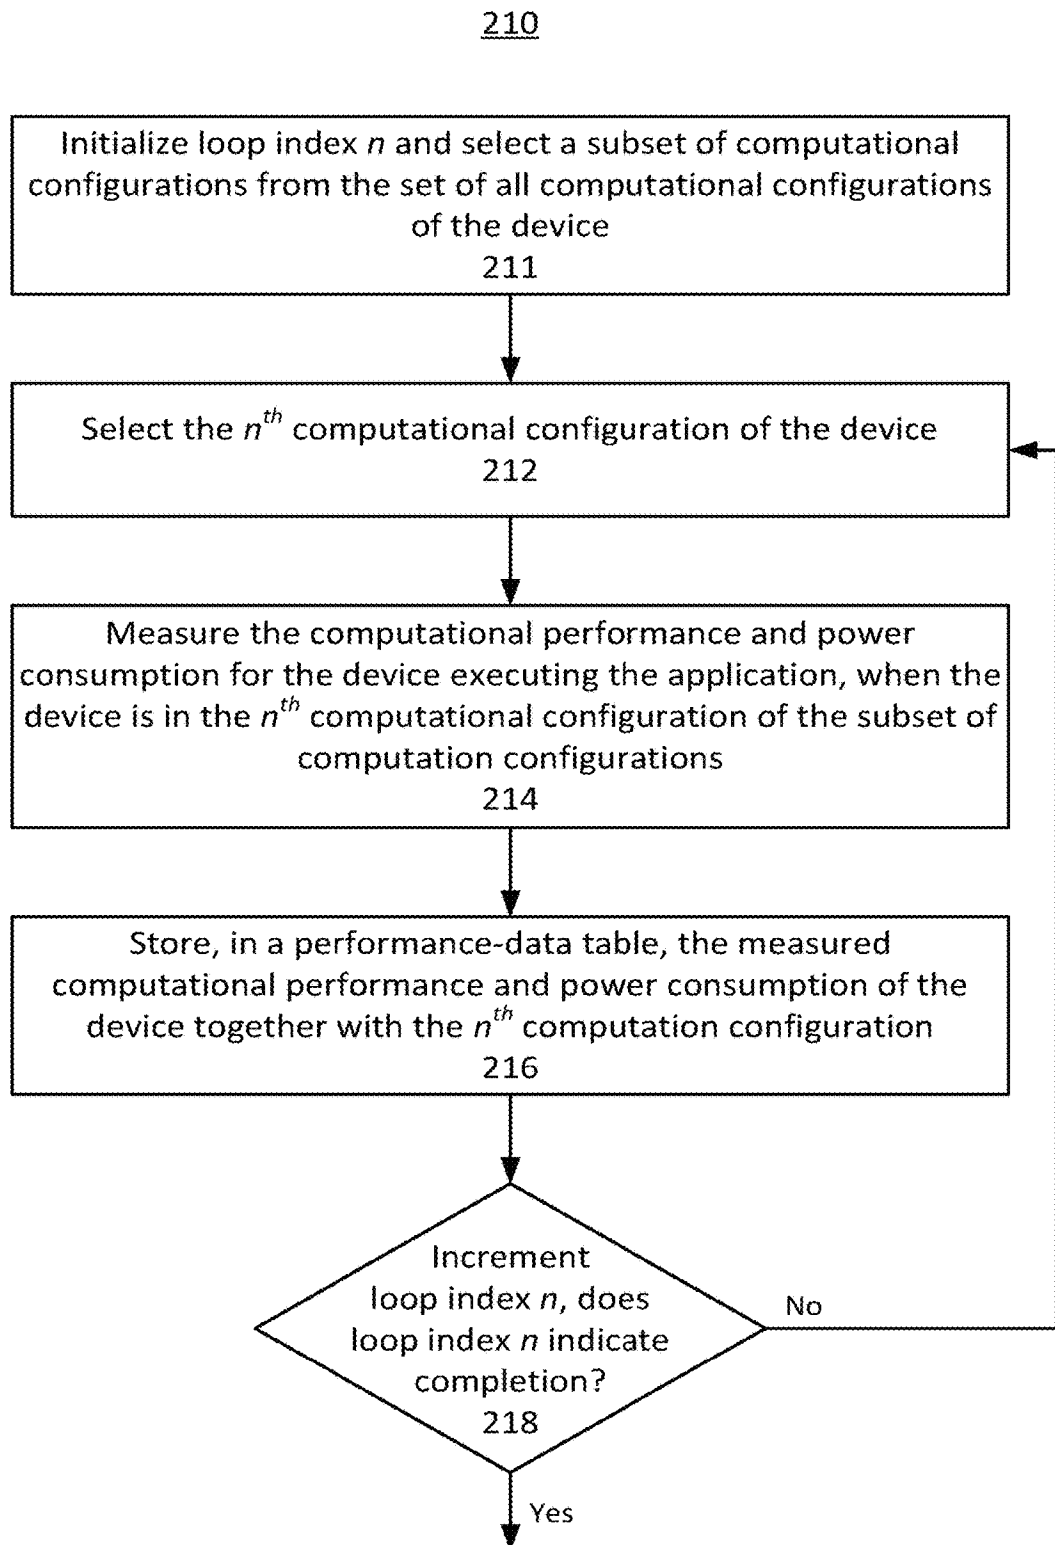 210
Initialize loop index n and select a subset of computational
configurations from the set of all computational configurations
of the device
211
Select the nth computational configuration of the device
212
Measure the computational performance and power
consumption for the device executing the application, when the
device is in the nth computational configuration of the subset of
computation configurations
214
Store, in a performance-data table, the measured
computational performance and power consumption of the
device together with the nth computation configuration
216
Increment
loop index n, does
loop index n indicate
completion?
218
No
Yes